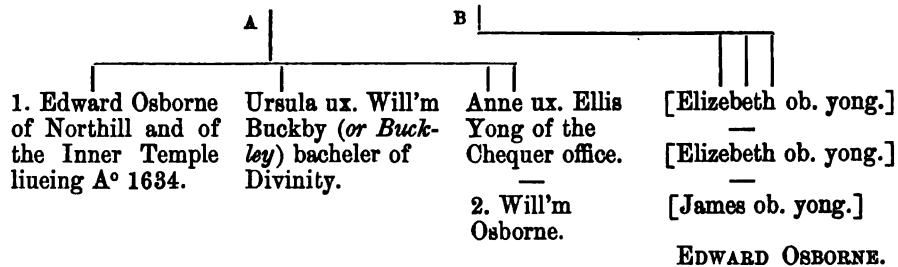 A
B
1. Edward Osborne
of Northill and of
the Inner Temple
liueing Aº 1634.
Ursula ux. Will'm
Buckby (or Buck-
ley) bacheler of
Divinity.
Anne ux. Ellis
Yong of the
Chequer office.
2. Will'm
Osborne.
[Elizebeth ob. yong.]
[Elizebeth ob. yong.]
[James ob. yong.]
EDWARD OSBORNE.